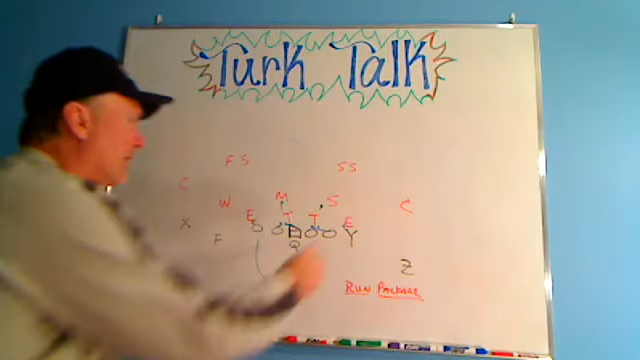 Turk Talk
FS SS
C
M
W S C
E T T E
X F Y
Q
Z
RUN PACKAGE